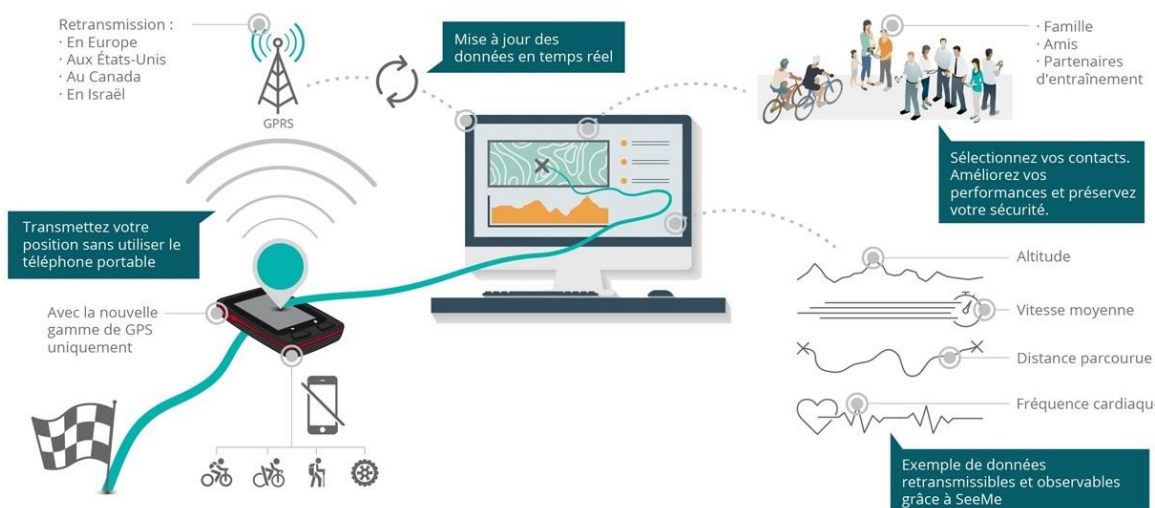 Retransmission :
· En Europe
· Aux États-Unis
· Au Canada
· En Israël
GPRS
Mise à jour des
données en temps réel
· Famille
· Amis
· Partenaires
d'entraînement
Sélectionnez vos contacts.
Améliorez vos
performances et préservez
votre sécurité.
Transmettez votre
position sans utiliser le
téléphone portable
Avec la nouvelle
gamme de GPS
uniquement
Altitude
Vitesse moyenne
Distance parcourue
Fréquence cardiaqu
Exemple de données
retransmissibles et observables
grâce à SeeMe